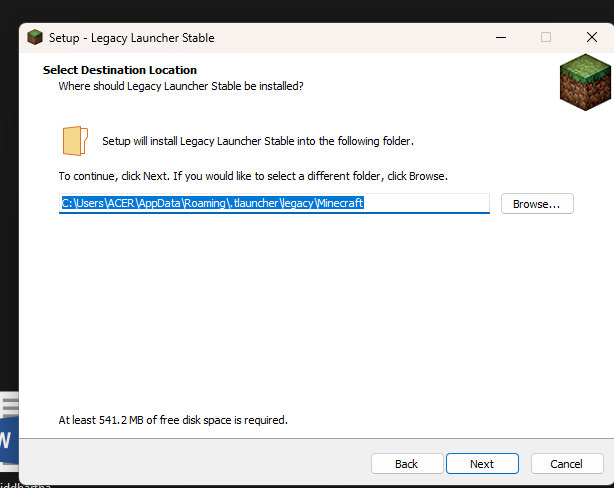 Setup - Legacy Launcher Stable
Select Destination Location
Where should Legacy Launcher Stable be installed?
Setup will install Legacy Launcher Stable into the following folder.
To continue, click Next. If you would like to select a different folder, click Browse.
C:\Users\ACER\AppData\Roaming\.tlauncher\legacy\Minecraft
Browse...
At least 541.2 MB of free disk space is required.
Back
Next
Cancel